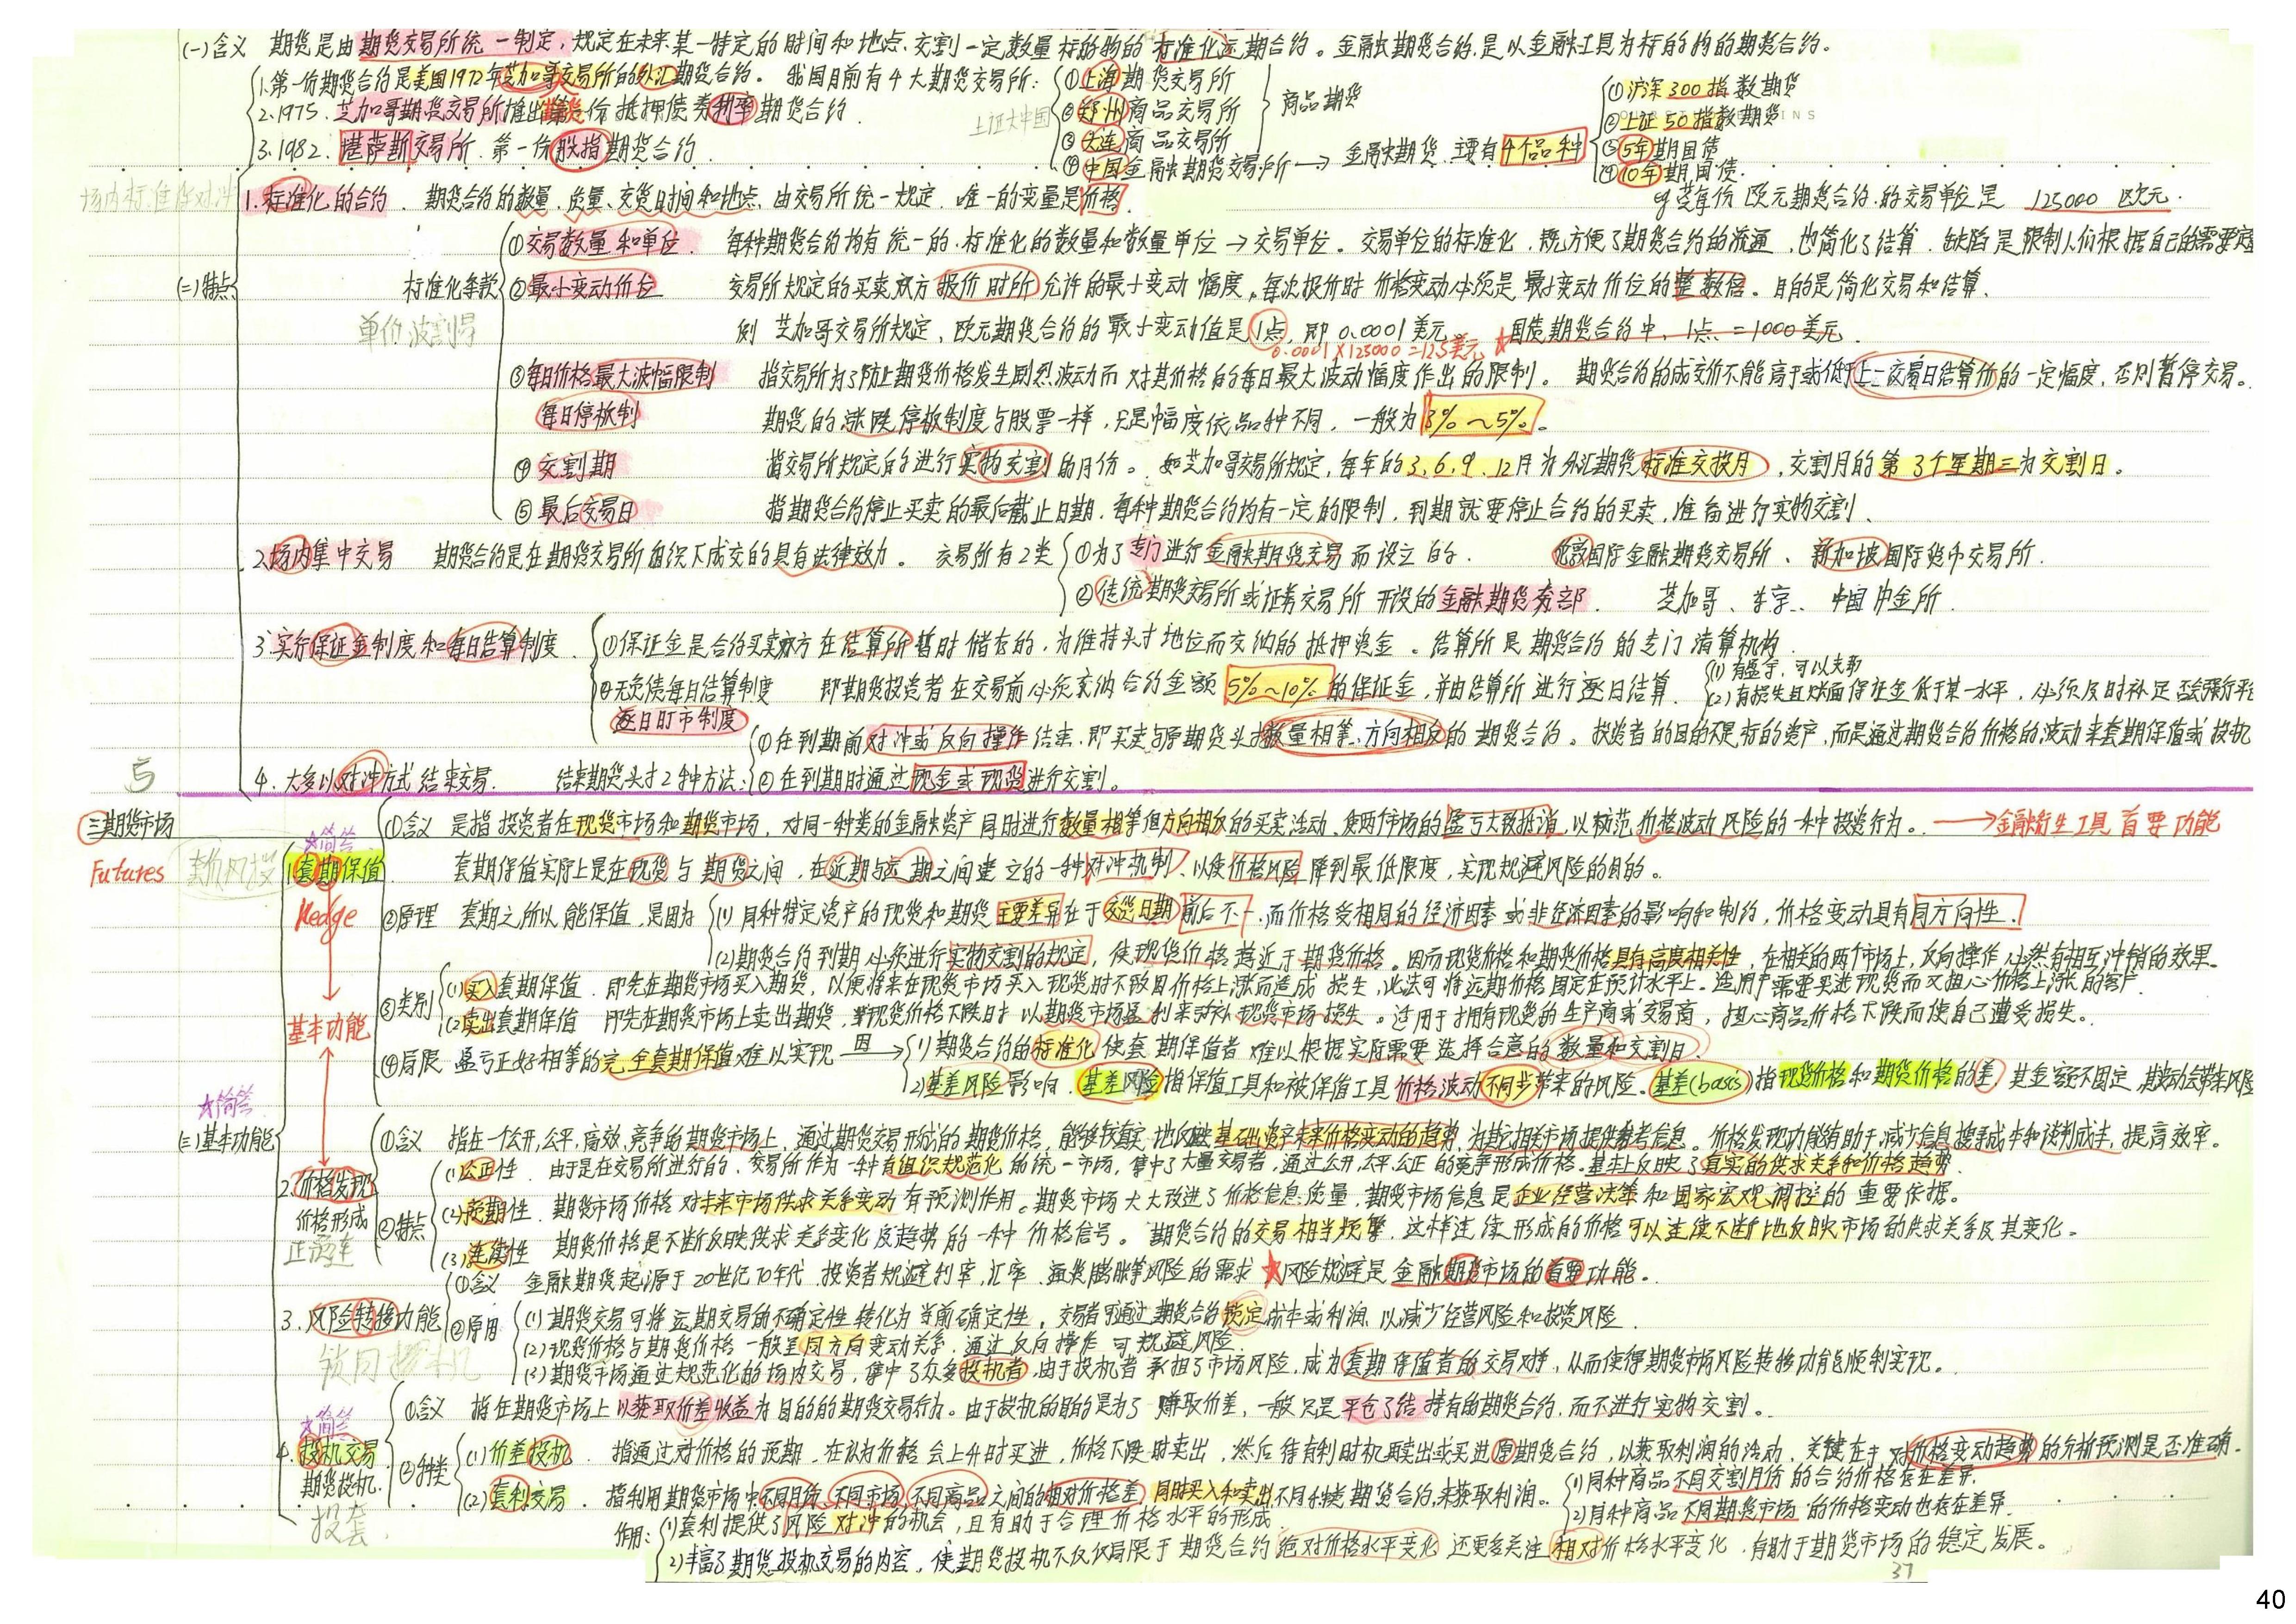 (一)含义 期货是由期货交易所统一制定,规定在未来某一特定的时间和地点、交割一定数量标的物的标准化远期合约。金融期货合约,是以金融工具为标的物的期货合约。
1.第一份期货合约是美国1972年芝加哥交易所的外汇期货合约。 我国目前有4大期货交易所: ①上海期货交易所 ①沪深300指数期货
2.1975.芝加哥期货交易所推出第一份抵押债券利率期货合约. ②郑州商品交易所 商品期货 ②上证50指数期货
上证大中国
3.1982.堪萨斯交易所.第一份股指期货合约. ③大连商品交易所 ③5年期国债
④中国金融期货交易所→金融期货.主要有4个品种 ④10年期国债.
场内标准保对冲
1.标准化的合约、 期货合约的数量、质量、交货时间和地点、由交易所统一规定.唯一的变量是价格. eg芝每份欧元期货合约的交易单位是 125000 欧元.
①交易数量和单位. 每种期货合约均有统一的、标准化的数量和数量单位→交易单位。交易单位的标准化,既方便了期货合约的流通,也简化了结算.缺陷是限制人们根据自己的需要
(二)特点 标准化条款 ②最小变动价位 交易所规定的买卖双方报价时所允许的最小变动幅度。每次报价时价格变动必须是最小变动价位的整数倍。目的是简化交易和结算、
单价波割易
例 芝加哥交易所规定,欧元期货合约的最小变动值是1点,即0.0001美元 ★国债期货合约中、1点=1000美元.
0.0001×125000=12.5美元
③每日价格最大波幅限制 指交易所为了防止期货价格发生剧烈波动而对其价格的每日最大波动幅度作出的限制。 期货合约的成交价不能高于或低于上一交易日结算价的一定幅度,否则暂停交易。
每日停板制 期货的涨跌停板制度与股票一样,只是幅度依品种不同.一般为3%~5%。
④交割期 指交易所规定的进行实物交割的月份。如芝加哥交易所规定,每年的3.6.9.12月为外汇期货标准交投月,交割月的第3个星期三为交割日。
⑤最后交易日 指期货合约停止买卖的最后截止日期.每种期货合约均有一定的限制,到期就要停止合约的买卖,准备进行实物交割、
2.场内集中交易 期货合约是在期货交易所组织下成交的具有法律效力。 交易所有2类 ①为了专门进行金融期货交易而设立的. 伦敦国际金融期货交易所、新加坡国际货币交易所.
②传统期货交易所或证券交易所开设的金融期货交易部. 芝加哥、东京、中国中金所.
3.实行保证金制度和每日结算制度. ①保证金是合约买卖双方在结算所暂时储存的,为维持头寸地位而交纳的抵押资金。结算所是期货合约的专门清算机构.
②无负债每日结算制度 即期货投资者在交易前必须交纳合约金额5%~10%的保证金,并由结算所进行逐日结算. (1)有盈余,可以支取
逐日盯市制度 (2)有损失且账面保证金低于某一水平,必须及时补足否会强行平
①在到期前对冲或反向操作结束.即买卖与原期货头寸数量相等、方向相反的期货合约。投资者的目的不是标的资产,而是通过期货合约价格的波动来套期保值或投机
5
4.大多以对冲方式结束交易. 结束期货头寸2种方法: ②在到期时通过现金或现货进行交割。
三期货市场 ☆简答 ①含义 是指投资者在现货市场和期货市场,对同一种类的金融资产同时进行数量相等但方向相反的买卖活动、使两个市场的盈亏大致抵消,以规范价格波动风险的一种投资行为。→金融衍生工具首要功能
Futures 套价风投 1.套期保值. 套期保值实际上是在现货与期货之间,在近期与远期之间建立的一种对冲机制、以使价格风险降到最低限度,实现规避风险的目的。
Hedge ②原理 套期之所以能保值,是因为 (1)同种特定资产的现货和期货主要差异在于交货日期前后不一.而价格受相同的经济因素或非经济因素的影响和制约,价格变动具有同方向性.
(2)期货合约到期必须进行实物交割的规定,使现货价格趋近于期货价格。因而现货价格和期货价格具有高度相关性,在相关的两个市场上,反向操作必然有相互冲销的效果。
③类别 (1)买入套期保值.即先在期货市场买入期货,以便将来在现货市场买入现货时不致因价格上涨而造成损失,此法可将远期价格固定在预计水平上。适用于需要买进现货而又担心价格上涨的客户.
基本功能 (2)卖出套期保值 即先在期货市场上卖出期货.当现货价格下跌时以期货市场盈利来弥补现货市场损失。适用于拥有现货的生产商或交易商,担心商品价格下跌而使自己遭受损失。
④局限 盈亏正好相等的完全套期保值难以实现 因→ (1)期货合约的标准化使套期保值者难以根据实际需要选择合意的数量和交割日.
2)基差风险影响.基差风险指保值工具和被保值工具价格波动不同步带来的风险。基差(basis)指现货价格和期货价格的差,其金额不固定,其波动会带来风险
☆简答
(三)基本功能 ①含义 指在一个公开,公平,高效,竞争的期货市场上,通过期货交易形成的期货价格,能够较真实地反映基础资产未来价格变动的趋势,为其它相关市场提供参考信息。价格发现功能有助于减少信息搜寻成本和谈判成本,提高效率。
2.价格发现 (1)公正性.由于是在交易所进行的、交易所作为一种有组织规范化的统一市场,集中了大量交易者,通过公开,公平,公正的竞争形成价格.基本上反映了真实的供求关系和价格趋势.
价格形成 ②特点 (2)预期性. 期货市场价格对未来市场供求关系变动有预测作用。期货市场大大改进了价格信息质量,期货市场信息是企业经营决策和国家宏观调控的重要依据。
正预连 (3)连续性 期货价格是不断反映供求关系变化及趋势的一种价格信号。 期货合约的交易相当频繁,这样连续形成的价格可以连续不断地反映市场的供求关系及其变化。
①含义 金融期货起源于20世纪70年代.投资者规避利率,汇率.通货膨胀等风险的需求★风险规避是金融期货市场的首要功能。
3.风险转移功能 ②原因 (1)期货交易可将远期交易的不确定性转化为当前确定性。交易者可通过期货合约锁定成本或利润.以减少经营风险和投资风险.
(2)现货价格与期货价格一般呈同方向变动关系.通过反向操作可规避风险
锁同投机 (3)期货市场通过规范化的场内交易,集中了众多投机者.由于投机者承担了市场风险,成为套期保值者的交易对手,从而使得期货市场风险转移功能顺利实现。
☆简答 ①含义 指在期货市场上以获取价差收益为目的的期货交易行为。由于投机的目的是为了赚取价差,一般只是平仓了结持有的期货合约,而不进行实物交割。
4.投机交易 ②种类 (1)价差投机. 指通过对价格的预期.在认为价格会上升时买进,价格下跌时卖出,然后待有利时机再卖出或买进原期货合约,以获取利润的活动.关键在于对价格变动趋势的分析预测是否准确.
期货投机. (2)套利交易. 指利用期货市场中不同月份、不同市场、不同商品之间的相对价格差,同时买入和卖出不同种类期货合约,来获取利润。 (1)同种商品不同交割月份的合约价格存在差异.
(2)同种商品不同期货市场的价格变动也存在差异.
投套 作用: (1)套利提供了风险对冲的机会,且有助于合理价格水平的形成.
2)丰富了期货投机交易的内容,使期货投机不仅仅局限于期货合约绝对价格水平变化 还更多关注相对价格水平变化.有助于期货市场的稳定发展。
37
40